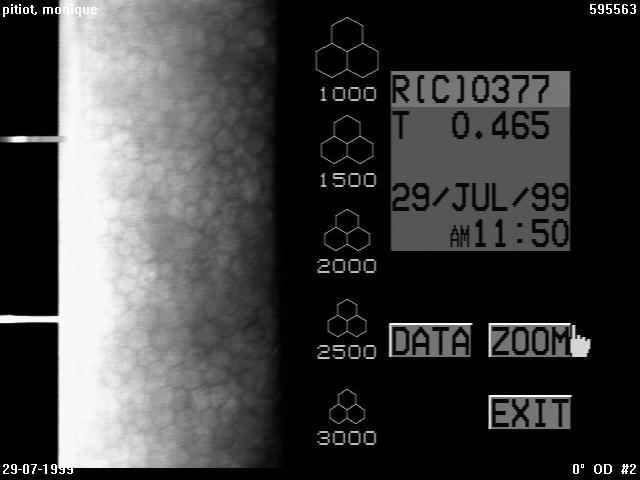 pitiot, monique
595563
1000
1500
2000
2500
3000
R[C]0377
T 0.465
29/JUL/99
AM11:50
DATA
ZOOM
EXIT
29-07-1999
0° OD #2